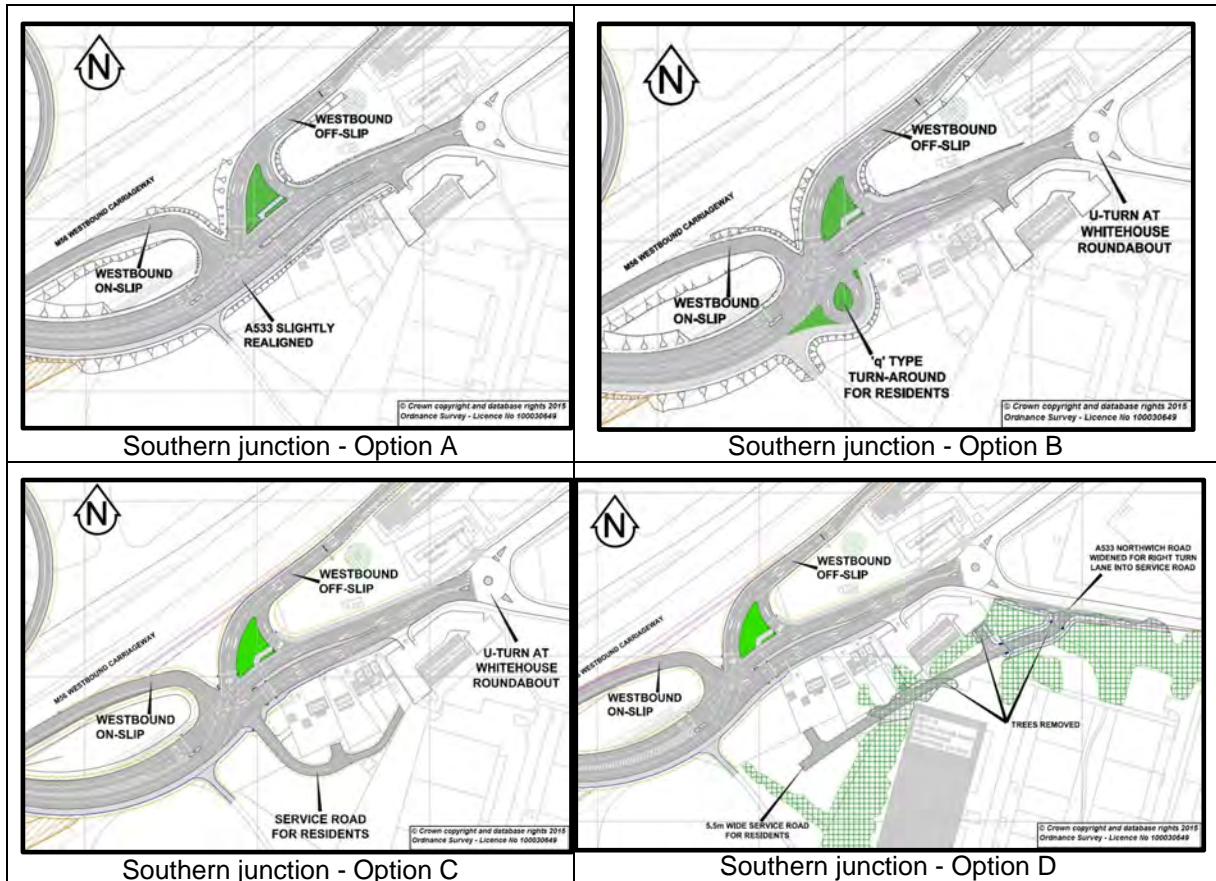 N
WESTBOUND
OFF-SLIP
M56 WESTBOUND CARRIAGEWAY
WESTBOUND
ON-SLIP
A533 SLIGHTLY
REALIGNED
© Crown copyright and database rights 2015
Ordnance Survey - Licence No 100030649
Southern junction - Option A
N
WESTBOUND
OFF-SLIP
U-TURN AT
WHITEHOUSE
ROUNDABOUT
M56 WESTBOUND CARRIAGEWAY
WESTBOUND
ON-SLIP
'q' TYPE
TURN-AROUND
FOR RESIDENTS
© Crown copyright and database rights 2015
Ordnance Survey - Licence No 100030649
Southern junction - Option B
N
WESTBOUND
OFF-SLIP
U-TURN AT
WHITEHOUSE
ROUNDABOUT
M56 WESTBOUND CARRIAGEWAY
WESTBOUND
ON-SLIP
SERVICE ROAD
FOR RESIDENTS
© Crown copyright and database rights 2015
Ordnance Survey - Licence No 100030649
Southern junction - Option C
N
A533 NORTHWICH ROAD
WIDENED FOR RIGHT TURN
LANE INTO SERVICE ROAD
WESTBOUND
OFF-SLIP
WESTBOUND CARRIAGEWAY
WESTBOUND
ON-SLIP
TREES REMOVED
5.5m WIDE SERVICE ROAD
FOR RESIDENTS
© Crown copyright and database rights 2015
Ordnance Survey - Licence No 100030649
Southern junction - Option D